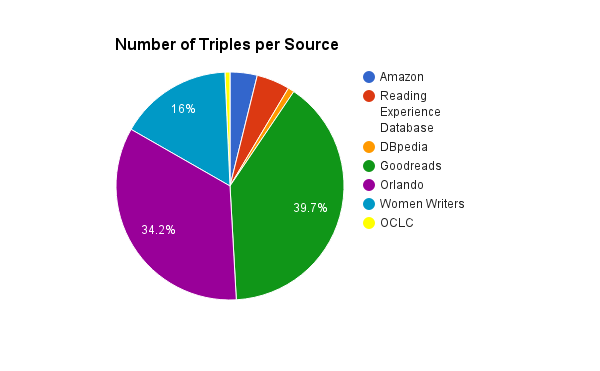 Number of Triples per Source
Amazon
Reading
Experience
Database
DBpedia
Goodreads
Orlando
Women Writers
OCLC
16%
39.7%
34.2%